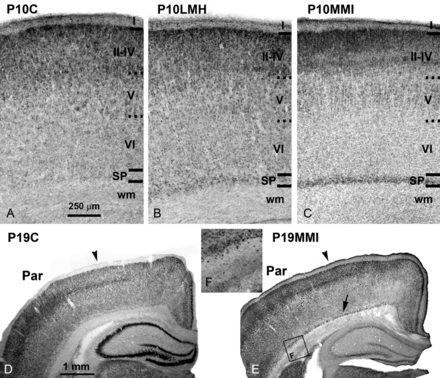 P10C
P10LMH
P10MMI
I
I
I
II-IV
II-IV
II-IV
V
V
V
VI
VI
VI
SP
SP
SP
wm
wm
wm
A
250 μm
B
C
P19C
P19MMI
Par
Par
F
F
D
1 mm
E